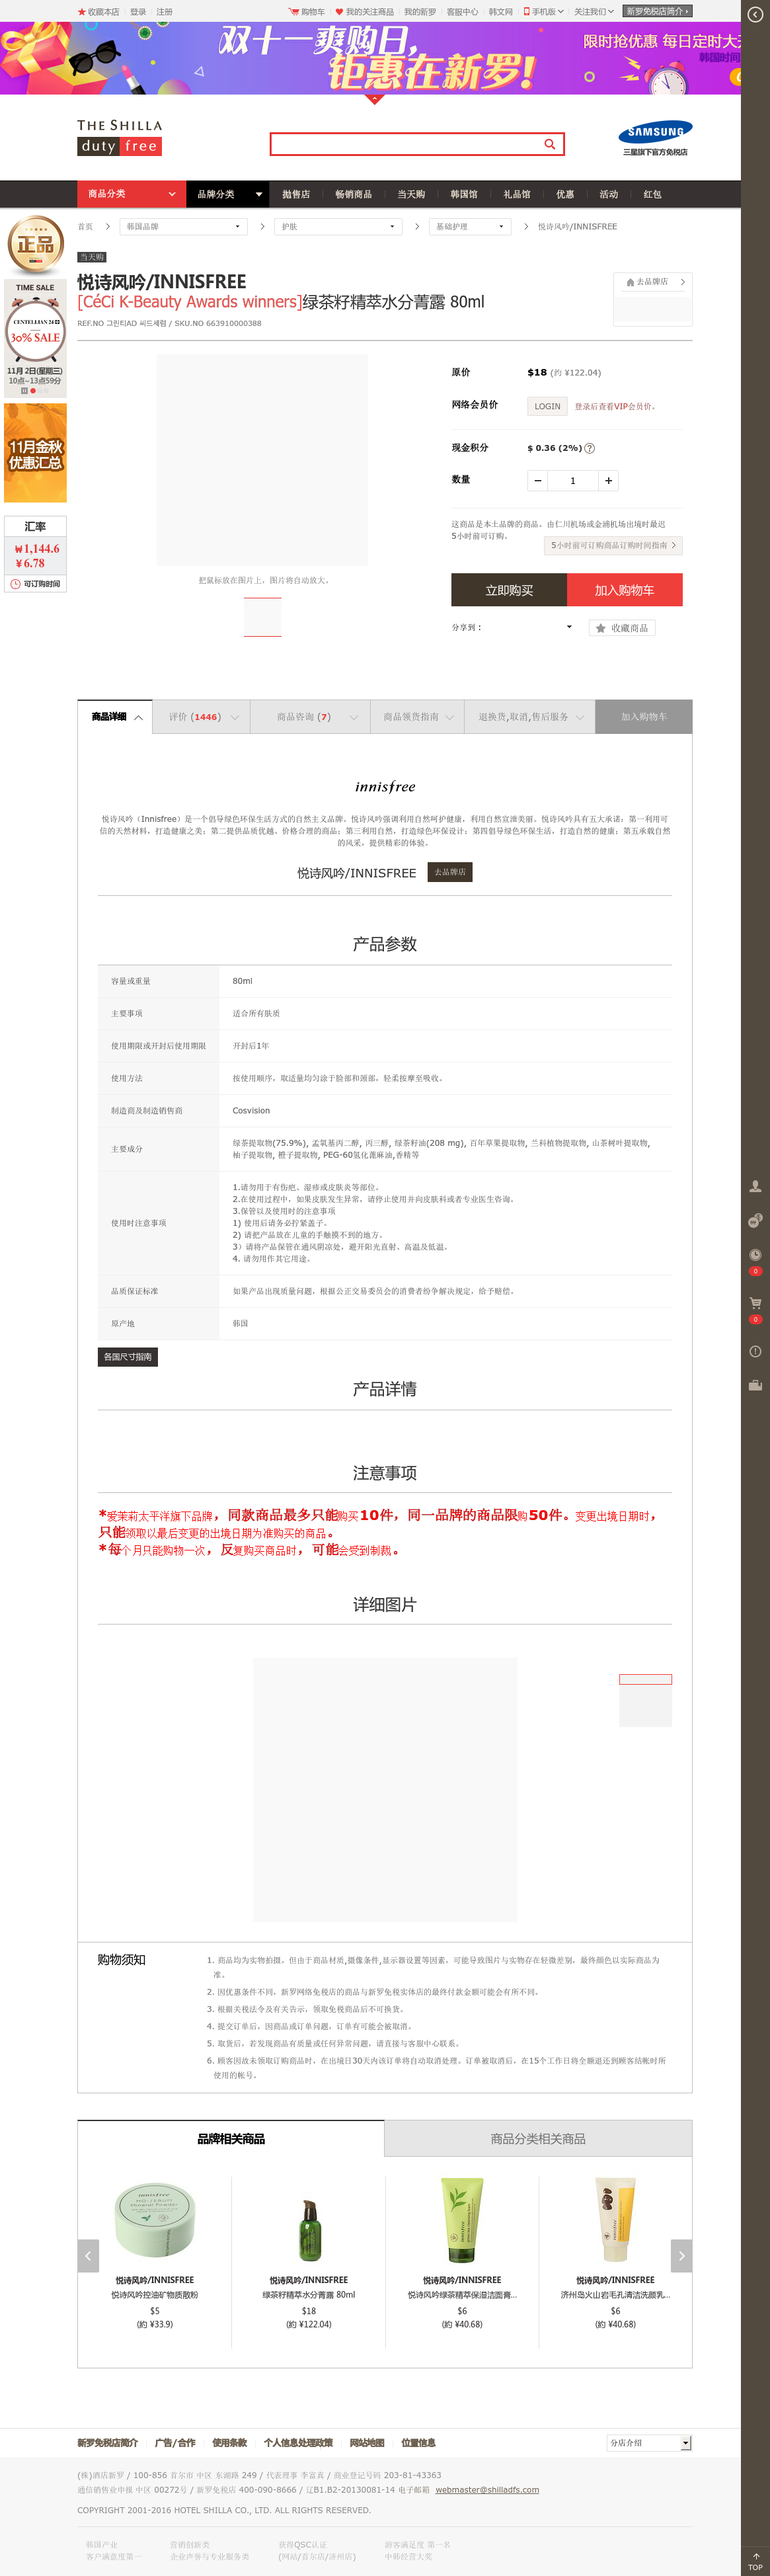 收藏本店 登录 注册 购物车 我的关注商品 我的新罗 客服中心 韩文网 手机版 关注我们 新罗免税店简介
双十一爽购日,
钜惠在新罗!
限时抢优惠 每日定时大
韩国时间
THE SHILLA
duty free
SAMSUNG
三星旗下官方免税店
商品分类 品牌分类 抛售店 畅销商品 当天购 韩国馆 礼品馆 优惠 活动 红包
正品
TIME SALE
CENTELLIAN 24
30% SALE
11月 2日(星期三)
10点~13点59分
11月金秋
优惠汇总
汇率
₩1,144.6
¥6.78
可订购时间
首页 韩国品牌 护肤 基础护理 悦诗风吟/INNISFREE
当天购
悦诗风吟/INNISFREE
[CéCi K-Beauty Awards winners]绿茶籽精萃水分菁露 80ml
REF.NO 그린티AD 씨드세럼 / SKU.NO 663910000388
去品牌店
原价 $18 (约 ¥122.04)
网络会员价 LOGIN 登录后查看VIP会员价。
现金积分 $ 0.36 (2%)
数量 1
这商品是本土品牌的商品。由仁川机场或金浦机场出境时最迟
5小时前可订购。
5小时前可订购商品订购时间指南
把鼠标放在图片上，图片将自动放大。
立即购买 加入购物车
分享到： 收藏商品
商品详细 评价 (1446) 商品咨询 (7) 商品领货指南 退换货,取消,售后服务 加入购物车
innisfree
悦诗风吟（Innisfree）是一个倡导绿色环保生活方式的自然主义品牌。悦诗风吟强调利用自然呵护健康，利用自然宣泄美丽。悦诗风吟具有五大承诺，第一利用可
信的天然材料，打造健康之美；第二提供品质优越、价格合理的商品；第三利用自然，打造绿色环保设计；第四倡导绿色环保生活，打造自然的健康；第五承载自然
的风采，提供精彩的体验。
悦诗风吟/INNISFREE 去品牌店
产品参数
容量或重量 80ml
主要事项 适合所有肤质
使用期限或开封后使用期限 开封后1年
使用方法 按使用顺序，取适量均匀涂于脸部和颈部，轻柔按摩至吸收。
制造商及制造销售商 Cosvision
主要成分
绿茶提取物(75.9%), 孟氧基丙二醇, 丙三醇, 绿茶籽油(208 mg), 百年草果提取物, 兰科植物提取物, 山茶树叶提取物,
柚子提取物, 橙子提取物, PEG-60氢化蓖麻油,香精等
使用时注意事项
1.请勿用于有伤疤、湿疹或皮肤炎等部位。
2.在使用过程中，如果皮肤发生异常，请停止使用并向皮肤科或者专业医生咨询。
3.保管以及使用时的注意事项
1) 使用后请务必拧紧盖子。
2) 请把产品放在儿童的手触摸不到的地方。
3）请将产品保管在通风阴凉处，避开阳光直射、高温及低温。
4. 请勿用作其它用途。
品质保证标准 如果产品出现质量问题，根据公正交易委员会的消费者纷争解决规定，给予赔偿。
原产地 韩国
各国尺寸指南
产品详情
注意事项
*爱茉莉太平洋旗下品牌，同款商品最多只能购买10件，同一品牌的商品限购50件。变更出境日期时，
只能领取以最后变更的出境日期为准购买的商品。
*每个月只能购物一次，反复购买商品时，可能会受到制裁。
详细图片
购物须知
1. 商品均为实物拍摄，但由于商品材质,摄像条件,显示器设置等因素，可能导致图片与实物存在轻微差别，最终颜色以实际商品为
准。
2. 因优惠条件不同，新罗网络免税店的商品与新罗免税实体店的最终付款金额可能会有所不同。
3. 根据关税法令及有关告示，领取免税商品后不可换货。
4. 提交订单后，因商品或订单问题，订单有可能会被取消。
5. 取货后，若发现商品有质量或任何异常问题，请直接与客服中心联系。
6. 顾客因故未领取订购商品时，在出境日30天内该订单将自动取消处理。订单被取消后，在15个工作日将全额退还到顾客结帐时所
使用的帐号。
品牌相关商品 商品分类相关商品
悦诗风吟/INNISFREE 悦诗风吟/INNISFREE 悦诗风吟/INNISFREE 悦诗风吟/INNISFREE
悦诗风吟控油矿物质散粉 绿茶籽精萃水分菁露 80ml 悦诗风吟绿茶精萃保湿洁面膏... 济州岛火山岩毛孔清洁洗颜乳...
$5 $18 $6 $6
(约 ¥33.9) (约 ¥122.04) (约 ¥40.68) (约 ¥40.68)
新罗免税店简介 广告/合作 使用条款 个人信息处理政策 网站地图 位置信息 分店介绍
(株)酒店新罗 / 100-856 首尔市 中区 东湖路 249 / 代表理事 李富真 / 商业登记号码 203-81-43363
通信销售业申报 中区 00272号 / 新罗免税店 400-090-8666 / 辽B1.B2-20130081-14 电子邮箱 webmaster@shilladfs.com
COPYRIGHT 2001-2016 HOTEL SHILLA CO., LTD. ALL RIGHTS RESERVED.
韩国产业 营销创新类 获得QSC认证 游客满足度 第一名
客户满意度第一 企业声誉与专业服务类 (网站/首尔店/济州店) 中韩经营大奖
0
0
TOP